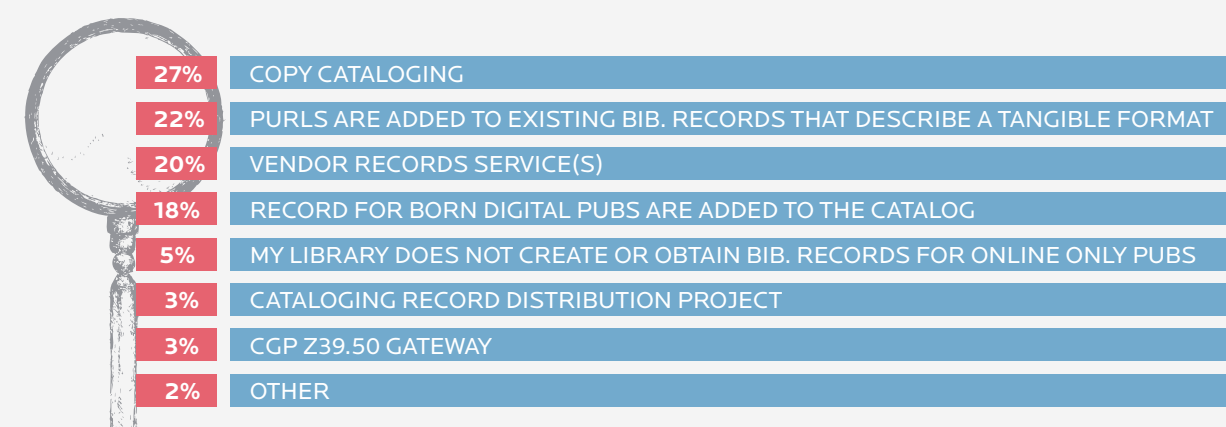 27% COPY CATALOGING
22% PURLS ARE ADDED TO EXISTING BIB. RECORDS THAT DESCRIBE A TANGIBLE FORMAT
20% VENDOR RECORDS SERVICE(S)
18% RECORD FOR BORN DIGITAL PUBS ARE ADDED TO THE CATALOG
5% MY LIBRARY DOES NOT CREATE OR OBTAIN BIB. RECORDS FOR ONLINE ONLY PUBS
3% CATALOGING RECORD DISTRIBUTION PROJECT
3% CGP Z39.50 GATEWAY
2% OTHER